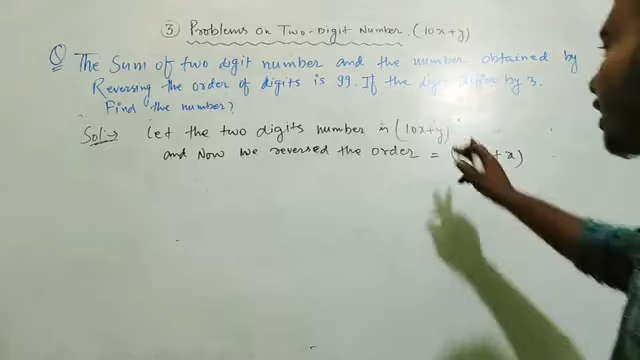 ③ Problems on Two-Digit Number. (10x+y)
Q The Sum of two digit number and the number obtained by
Reversing the order of digits is 99. If the digit differ by 3.
Find the number?
Sol:→ Let the two digits number is (10x+y)
and Now we reversed the order = ( + x)